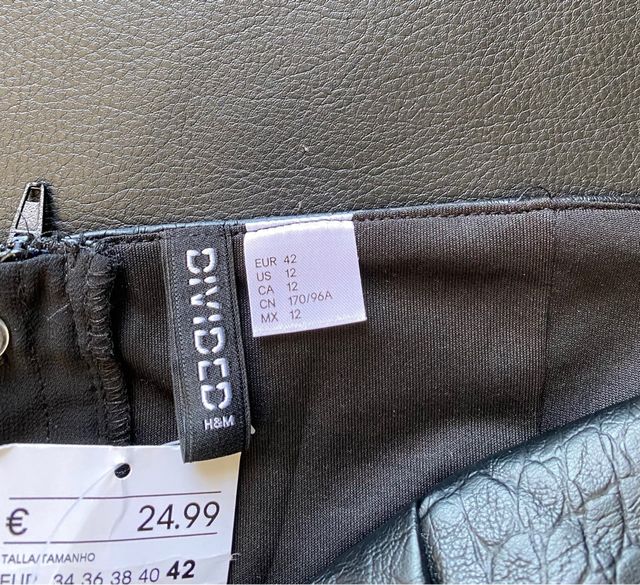 EUR 42
US 12
CA 12
CN 170/96A
MX 12
DIVIDED
H&M
€ 24.99
TALLA/TAMANHO
EUR 34 36 38 40 42